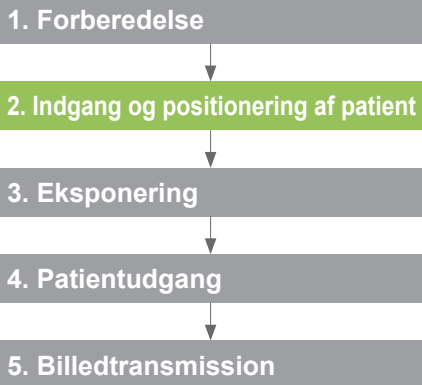 1. Forberedelse
2. Indgang og positionering af patient
3. Eksponering
4. Patientudgang
5. Billedtransmission